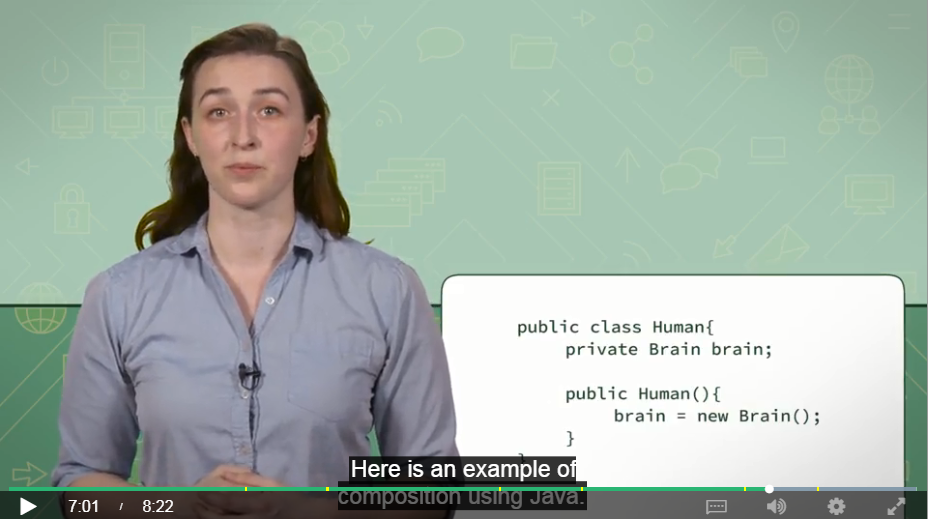 public class Human{
private Brain brain;
public Human(){
brain = new Brain();
}
}
Here is an example of
composition using Java.
7:01 / 8:22